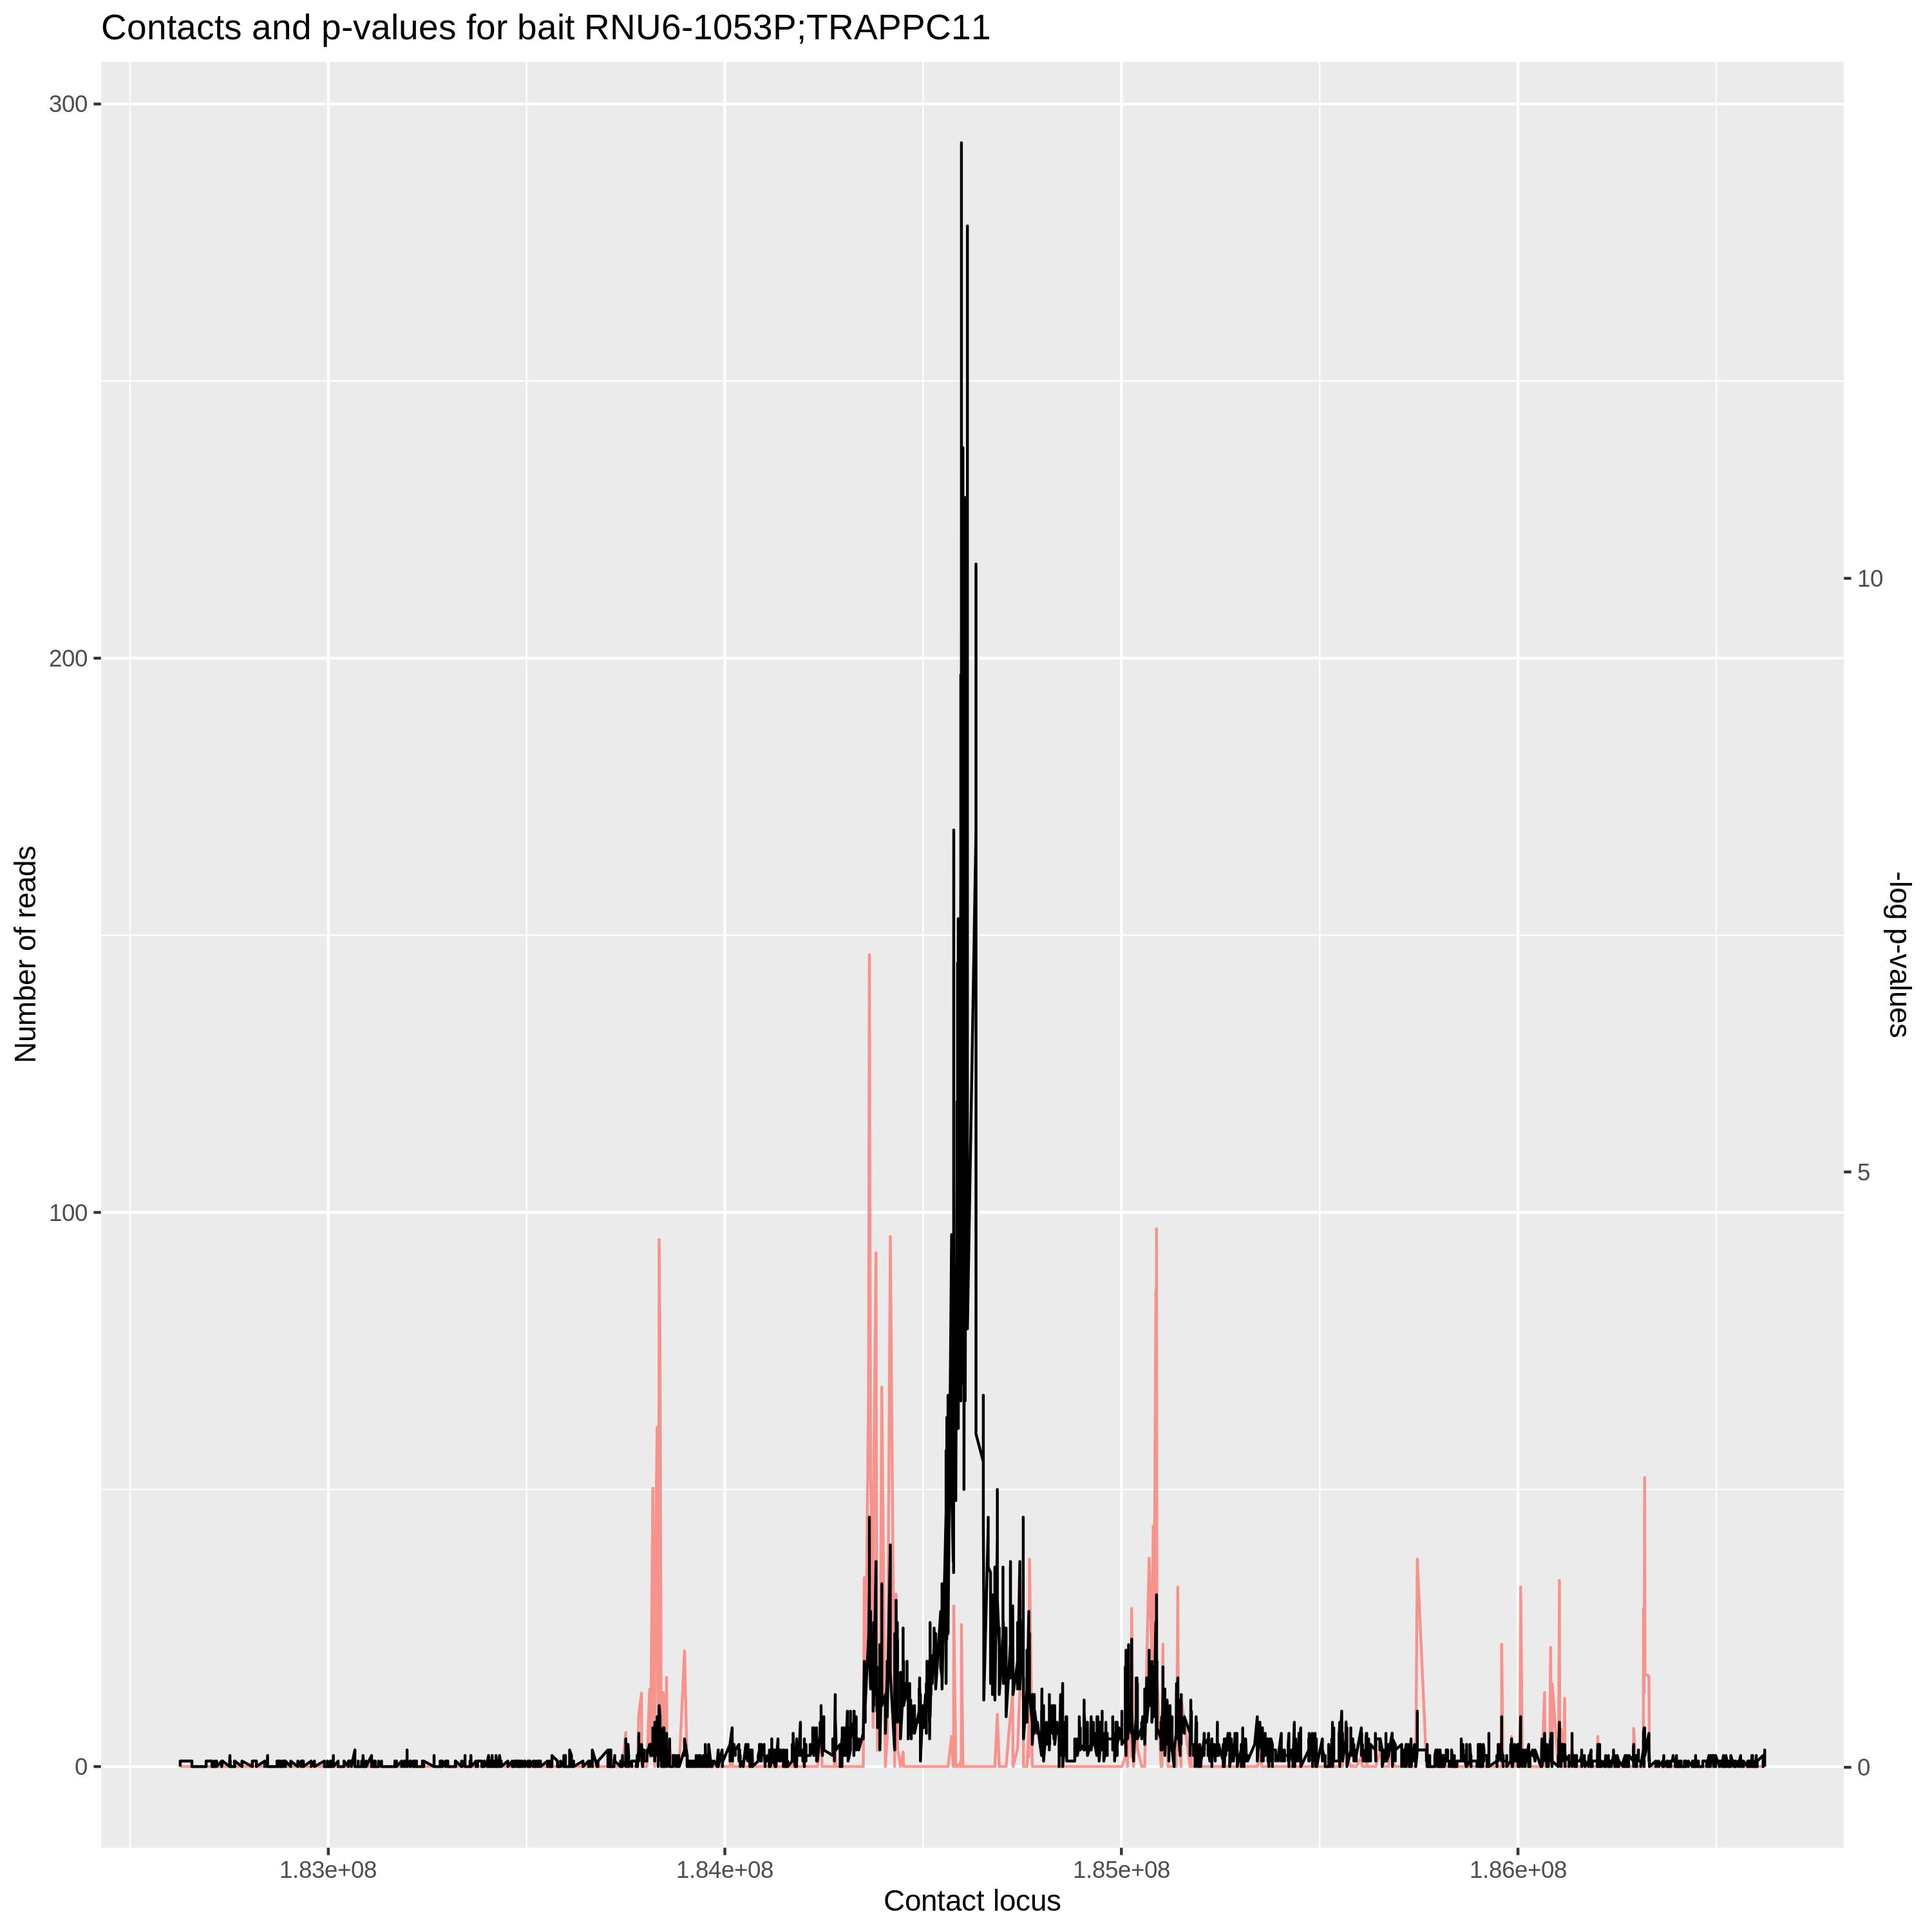 Contacts and p-values for bait RNU6-1053P;TRAPPC11
300
200
100
0
Number of reads
10
5
0
-log p-values
1.83e+08
1.84e+08
1.85e+08
1.86e+08
Contact locus